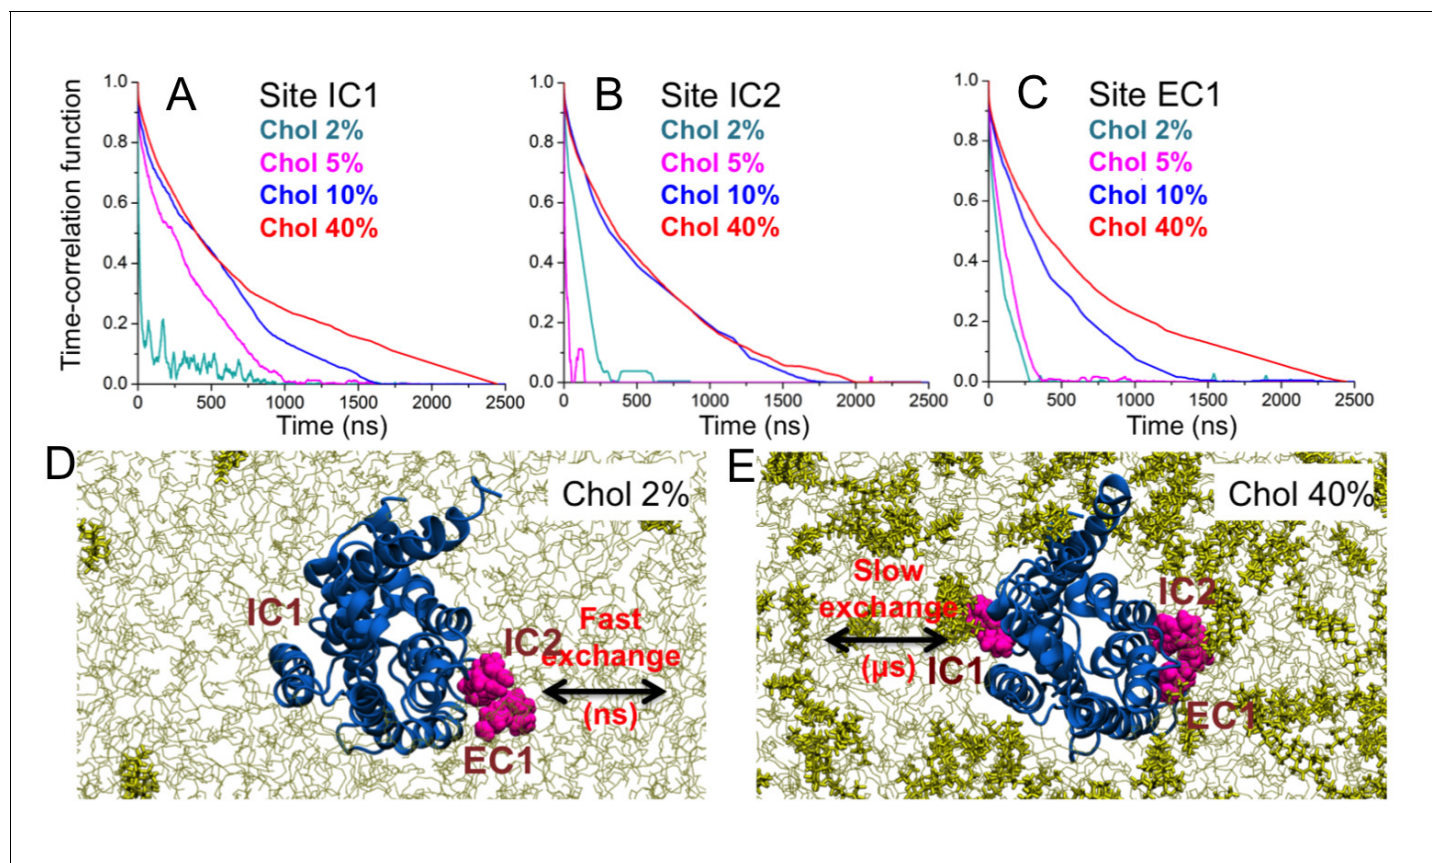 A
Site IC1
Chol 2%
Chol 5%
Chol 10%
Chol 40%
Time-correlation function
1.0
0.8
0.6
0.4
0.2
0.0
0
500
1000
1500
2000
2500
Time (ns)
B
Site IC2
Chol 2%
Chol 5%
Chol 10%
Chol 40%
1.0
0.8
0.6
0.4
0.2
0.0
0
500
1000
1500
2000
2500
Time (ns)
C
Site EC1
Chol 2%
Chol 5%
Chol 10%
Chol 40%
1.0
0.8
0.6
0.4
0.2
0.0
0
500
1000
1500
2000
2500
Time (ns)
D
Chol 2%
IC1
IC2
Fast
exchange
(ns)
EC1
E
Chol 40%
Slow
exchange
(µs)
IC1
IC2
EC1